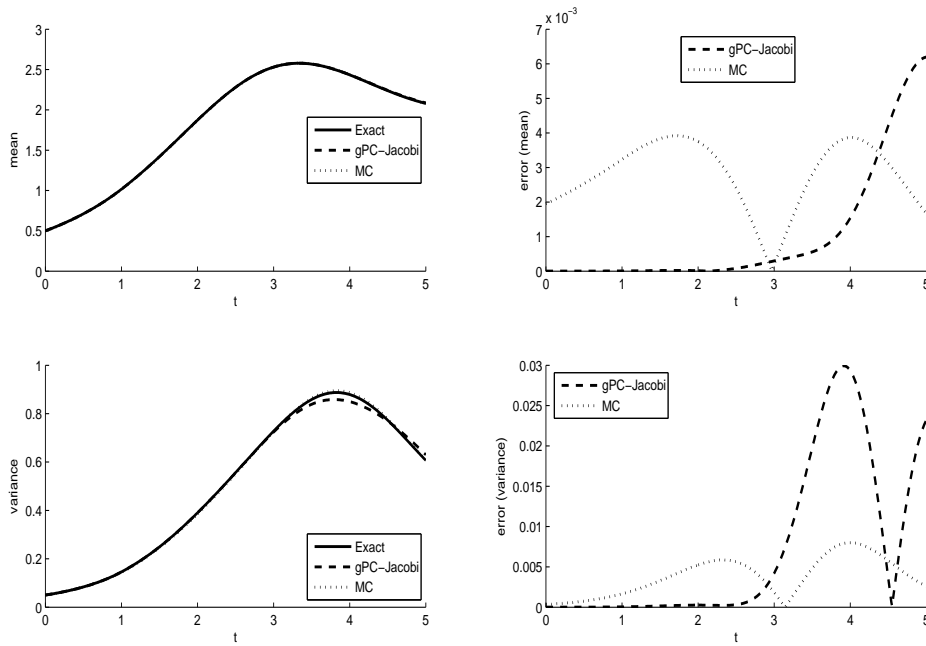 3
2.5
2
1.5
1
0.5
0
mean
0 1 2 3 4 5
t
Exact
gPC−Jacobi
MC
x 10−3
7
6
5
4
3
2
1
0
error (mean)
0 1 2 3 4 5
t
gPC−Jacobi
MC
1
0.8
0.6
0.4
0.2
0
variance
0 1 2 3 4 5
t
Exact
gPC−Jacobi
MC
0.03
0.025
0.02
0.015
0.01
0.005
0
error (variance)
0 1 2 3 4 5
t
gPC−Jacobi
MC